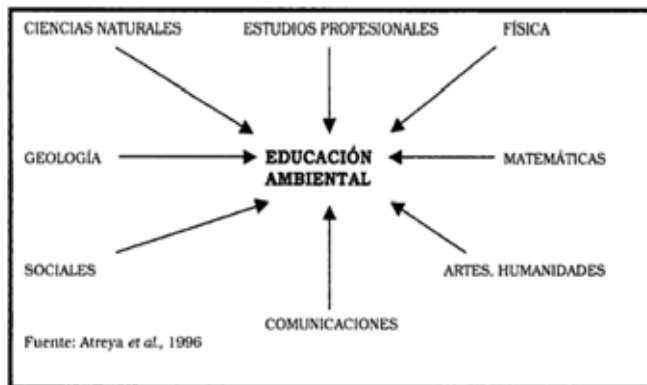 CIENCIAS NATURALES
ESTUDIOS PROFESIONALES
FÍSICA
GEOLOGÍA
EDUCACIÓN
AMBIENTAL
MATEMÁTICAS
SOCIALES
ARTES, HUMANIDADES
COMUNICACIONES
Fuente: Atreya et al., 1996